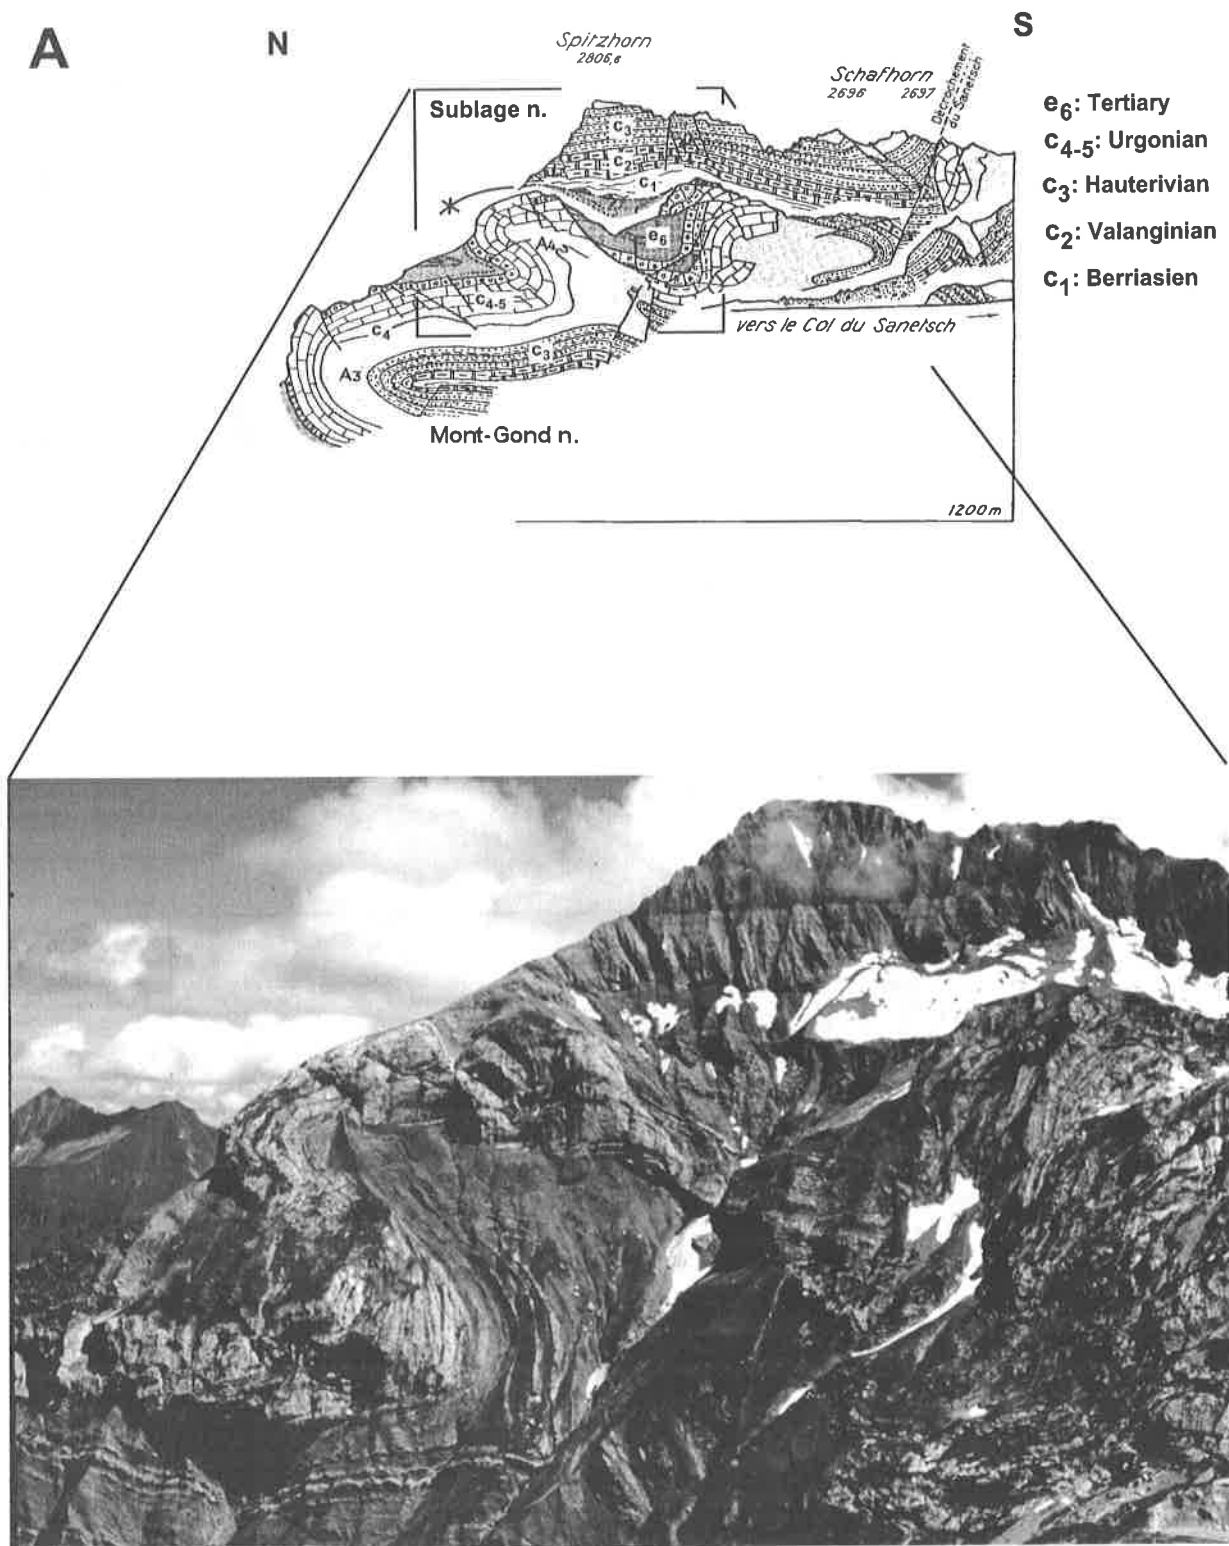 A
N
S
Spitzhorn
2806,6
Schafhorn
2696 2697
Décrochement
du Sanetsch
Sublage n.
c3
c2
c1
e6
A4-5
c4-5
c4
c3
A3
Mont-Gond n.
vers le Col du Sanetsch
1200m
e6: Tertiary
c4-5: Urgonian
c3: Hauterivian
c2: Valanginian
c1: Berriasien